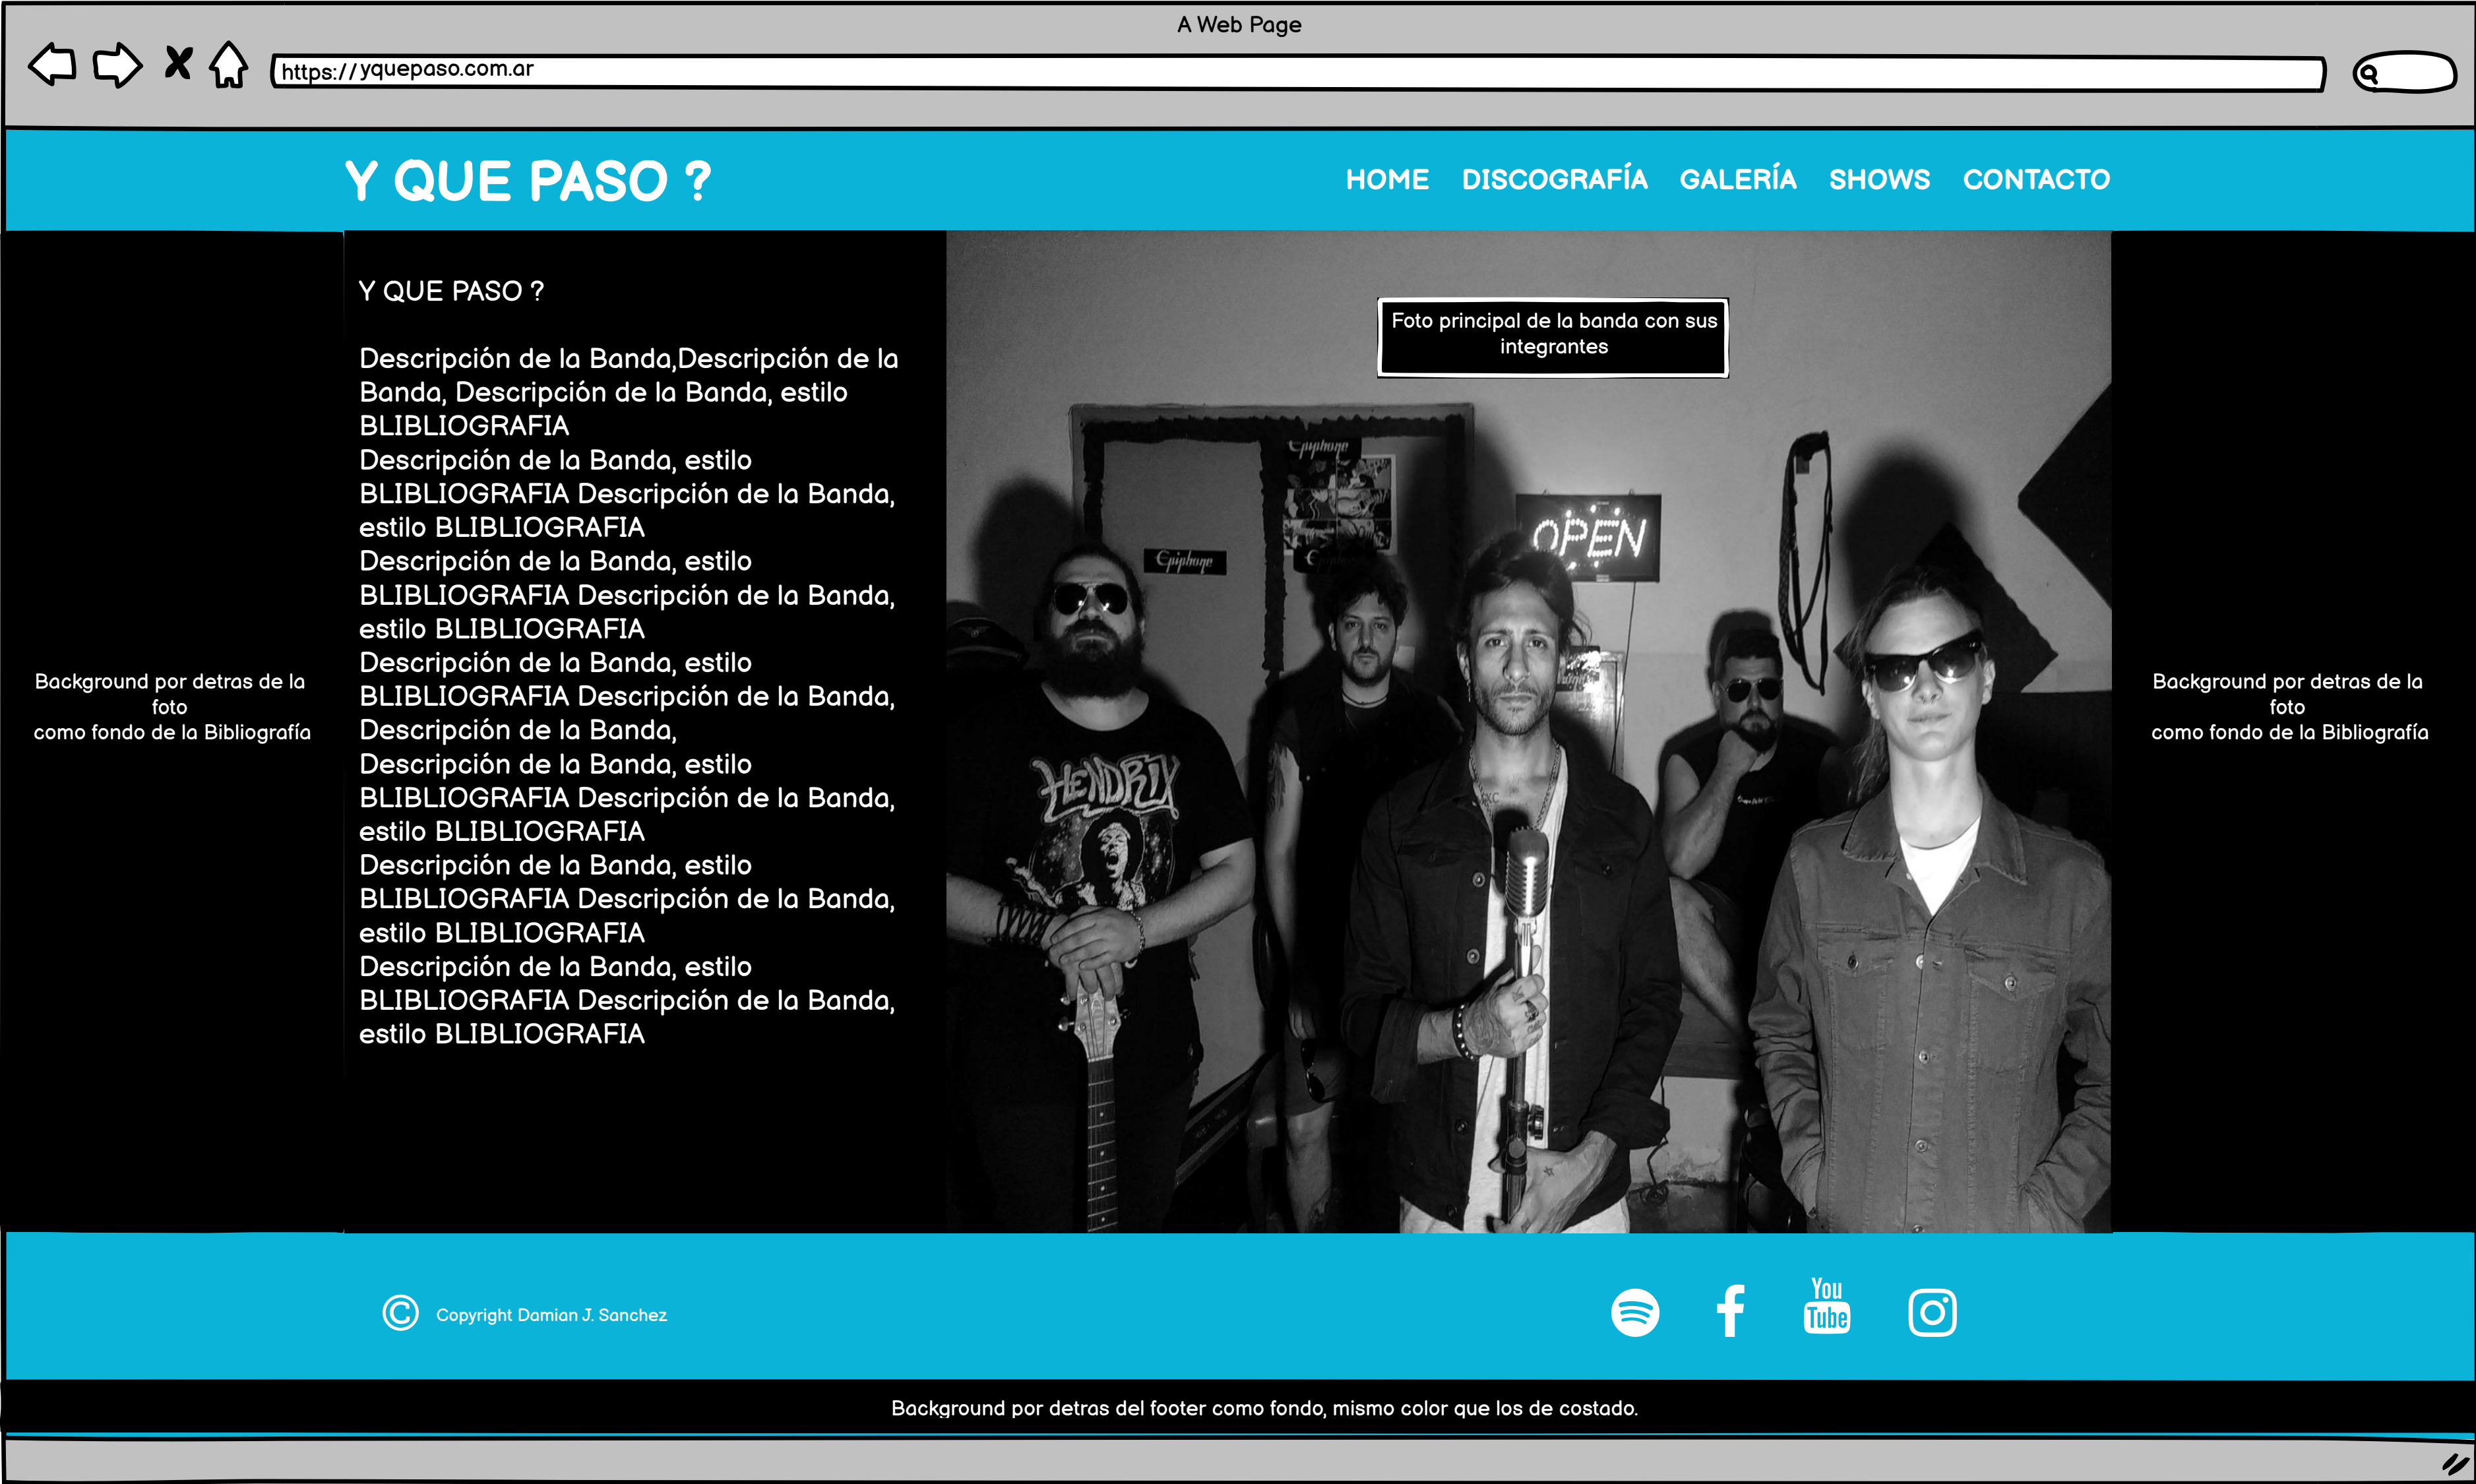 A Web Page
https://yquepaso.com.ar
Y QUE PASO ?
HOME DISCOGRAFÍA GALERÍA SHOWS CONTACTO
Y QUE PASO ?
Descripción de la Banda,Descripción de la
Banda, Descripción de la Banda, estilo
BLIBLIOGRAFIA
Descripción de la Banda, estilo
BLIBLIOGRAFIA Descripción de la Banda,
estilo BLIBLIOGRAFIA
Descripción de la Banda, estilo
BLIBLIOGRAFIA Descripción de la Banda,
estilo BLIBLIOGRAFIA
Descripción de la Banda, estilo
BLIBLIOGRAFIA Descripción de la Banda,
Descripción de la Banda,
Descripción de la Banda, estilo
BLIBLIOGRAFIA Descripción de la Banda,
estilo BLIBLIOGRAFIA
Descripción de la Banda, estilo
BLIBLIOGRAFIA Descripción de la Banda,
estilo BLIBLIOGRAFIA
Descripción de la Banda, estilo
BLIBLIOGRAFIA Descripción de la Banda,
estilo BLIBLIOGRAFIA
Foto principal de la banda con sus
integrantes
Epiphone
Epiphone
Epiphone
OPEN
HENDRIX
Background por detras de la
foto
como fondo de la Bibliografía
Background por detras de la
foto
como fondo de la Bibliografía
© Copyright Damian J. Sanchez
You
Tube
Background por detras del footer como fondo, mismo color que los de costado.